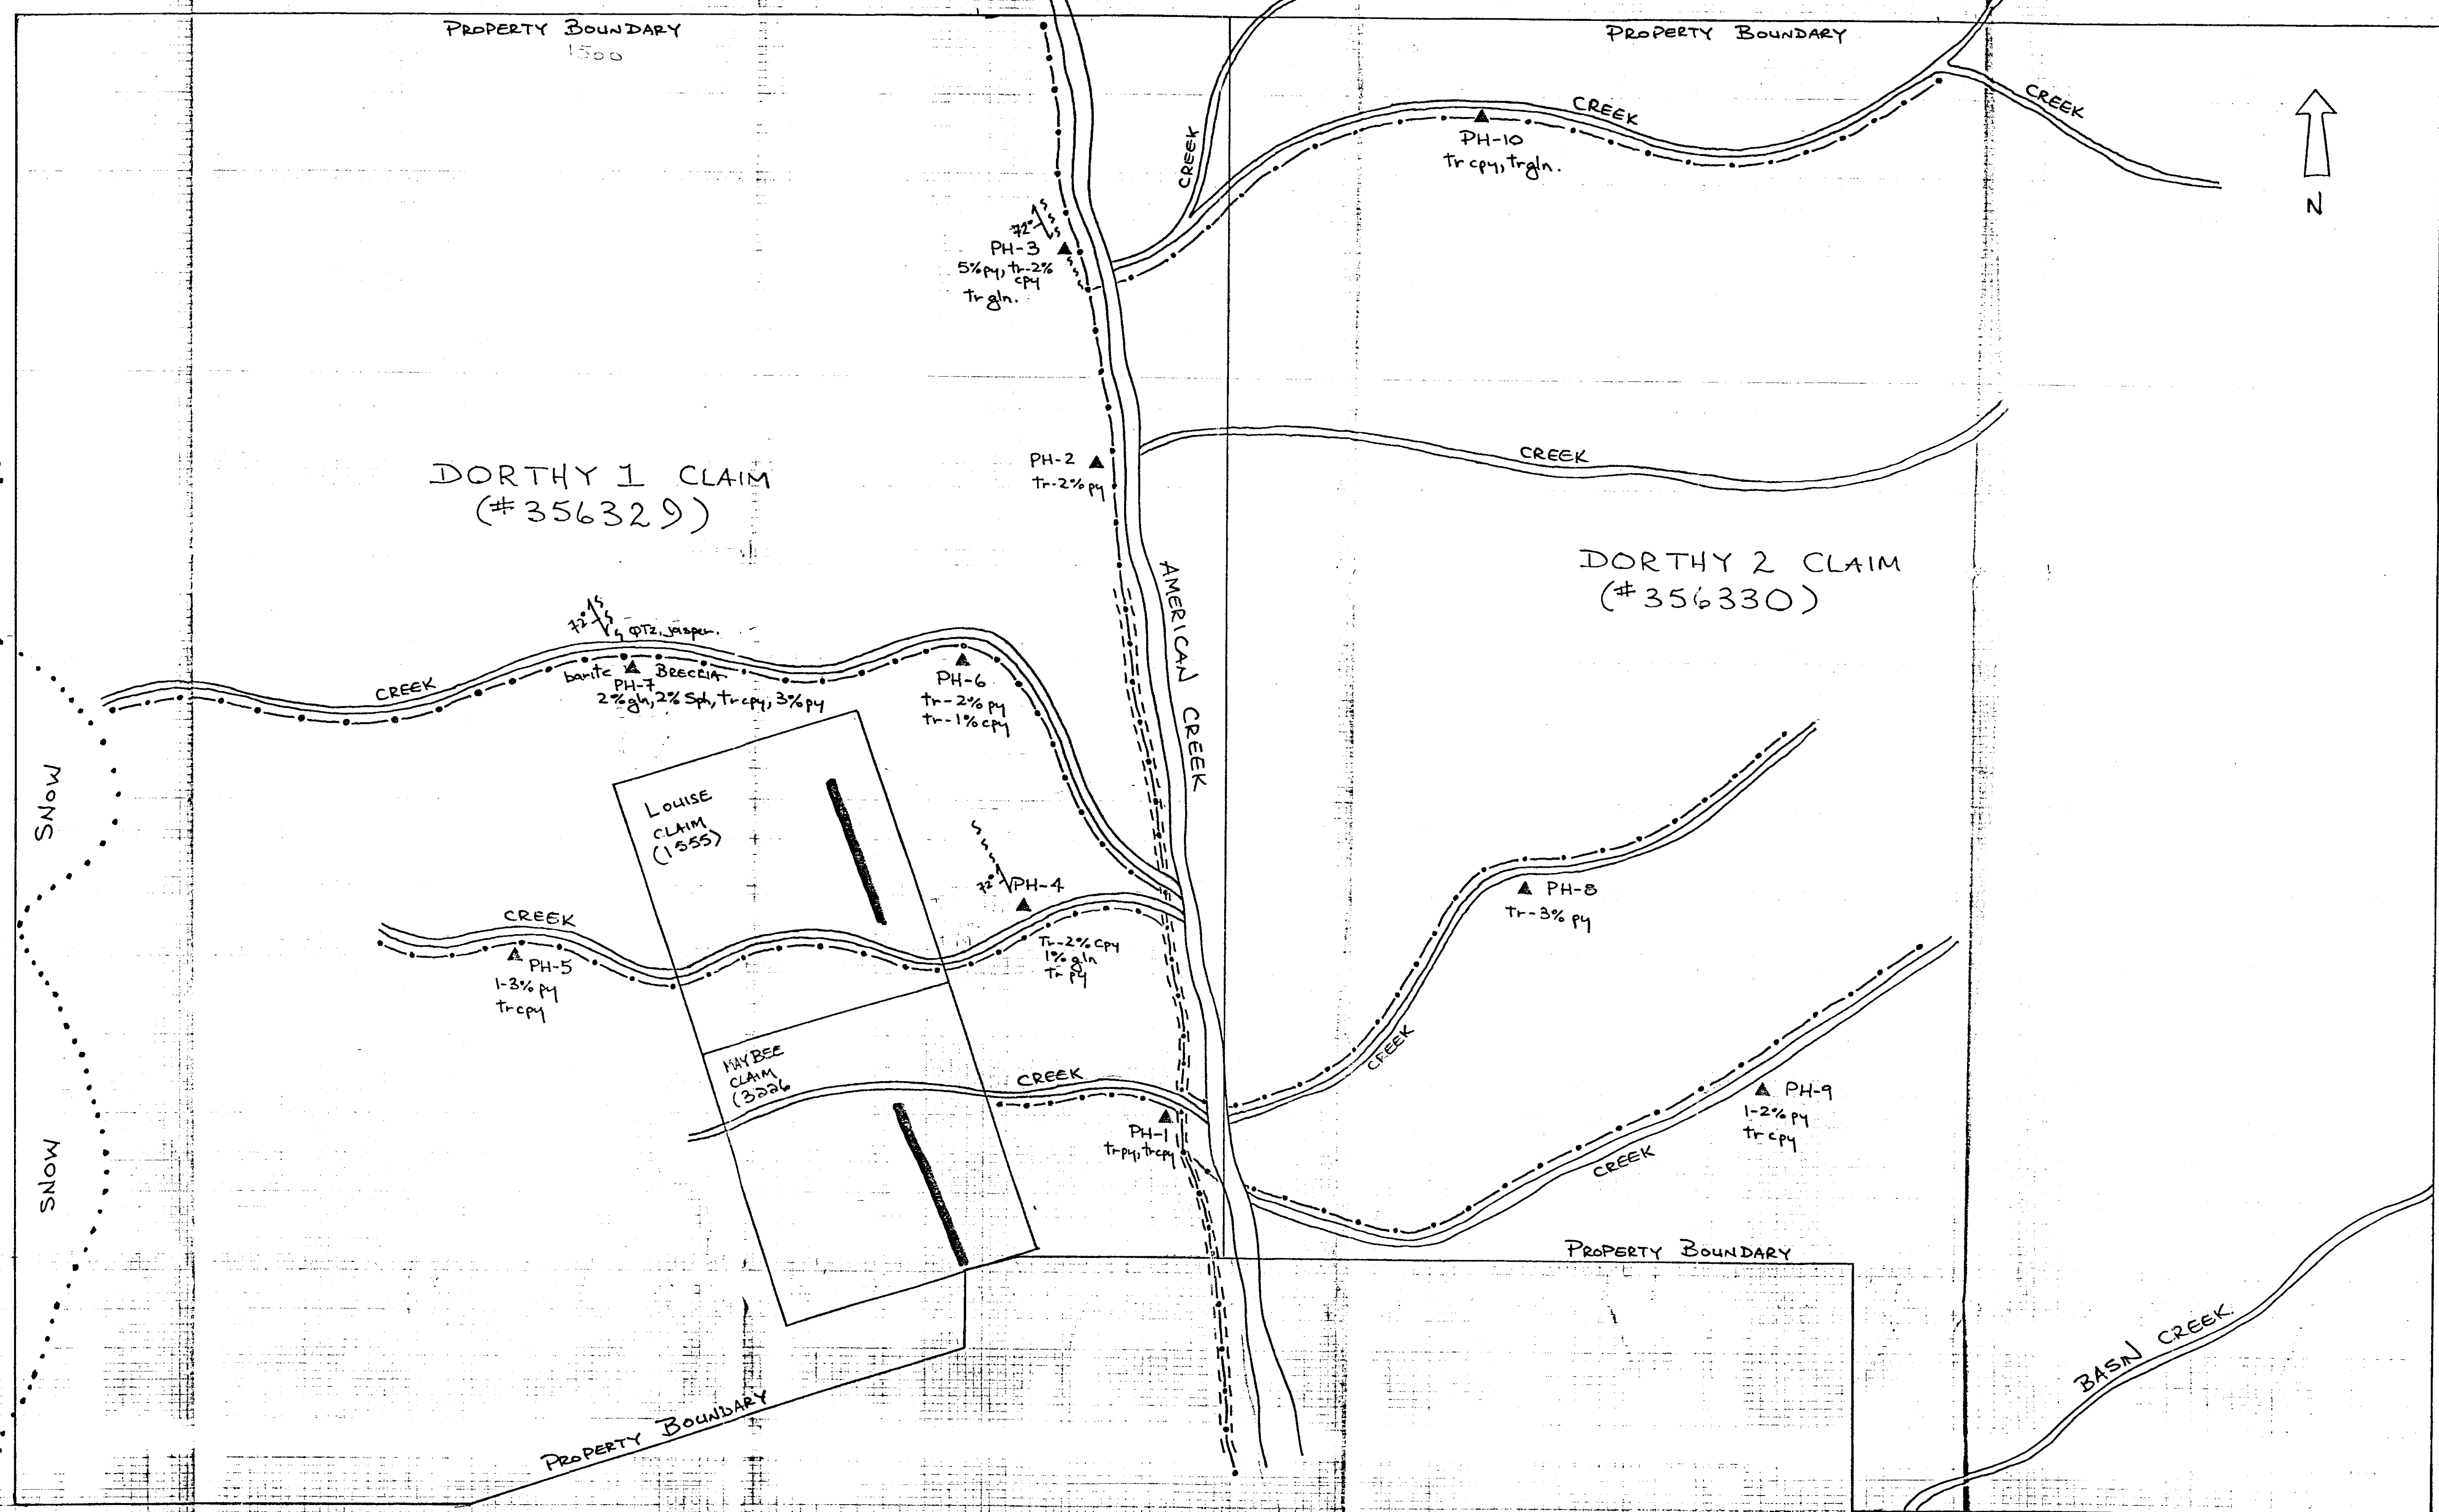 PROPERTY BOUNDARY
1500
PROPERTY BOUNDARY
CREEK
CREEK
CREEK
PH-10
tr cpy, tr gln.
N
72°
PH-3
5% py, tr-2%
cpy
tr gln.
PH-2
tr-2% py
CREEK
DORTHY 1 CLAIM
(#356329)
DORTHY 2 CLAIM
(#356330)
AMERICAN CREEK
72°
QTZ, jasper.
barite BRECCIA
PH-7
2% gln, 2% Sph, tr cpy, 3% py
CREEK
PH-6
tr-2% py
tr-1% cpy
SNOW
LOUISE
CLAIM
(1555)
72°
PH-4
Tr-2% cpy
1% gln
Tr py
PH-8
tr-3% py
CREEK
PH-5
1-3% py
tr cpy
MAYBEE
CLAIM
(3226
CREEK
PH-1
tr py, tr cpy
CREEK
PH-9
1-2% py
tr cpy
CREEK
SNOW
PROPERTY BOUNDARY
PROPERTY BOUNDARY
BASIN CREEK